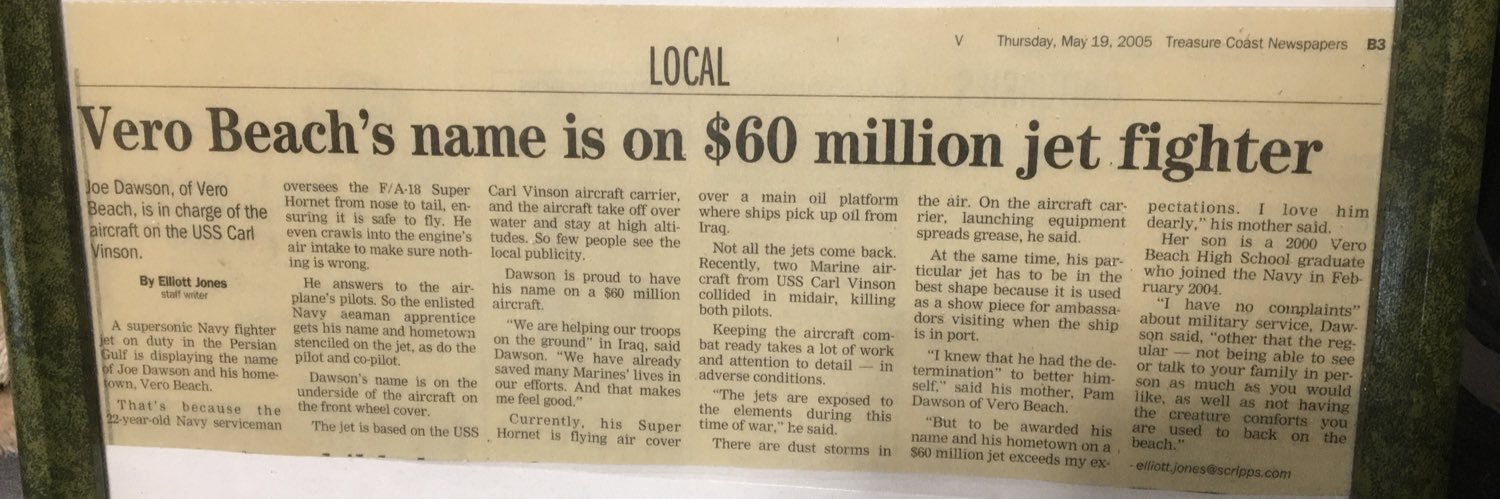 V Thursday, May 19, 2005 Treasure Coast Newspapers B3
LOCAL
Vero Beach's name is on $60 million jet fighter
Joe Dawson, of Vero
Beach, is in charge of the
aircraft on the USS Carl
Vinson.
By Elliott Jones
staff writer
A supersonic Navy fighter
jet on duty in the Persian
Gulf is displaying the name
of Joe Dawson and his home-
town, Vero Beach.
That's because the
22-year-old Navy serviceman
oversees the F/A-18 Super
Hornet from nose to tail, en-
suring it is safe to fly. He
even crawls into the engine's
air intake to make sure noth-
ing is wrong.
He answers to the air-
plane's pilots. So the enlisted
Navy aeaman apprentice
gets his name and hometown
stenciled on the jet, as do the
pilot and co-pilot.
Dawson's name is on the
underside of the aircraft on
the front wheel cover.
The jet is based on the USS
Carl Vinson aircraft carrier,
and the aircraft take off over
water and stay at high alti-
tudes. So few people see the
local publicity.
Dawson is proud to have
his name on a $60 million
aircraft.
"We are helping our troops
on the ground" in Iraq, said
Dawson. "We have already
saved many Marines' lives in
our efforts. And that makes
me feel good."
Currently, his Super
Hornet is flying air cover
over a main oil platform
where ships pick up oil from
Iraq.
Not all the jets come back.
Recently, two Marine air-
craft from USS Carl Vinson
collided in midair, killing
both pilots.
Keeping the aircraft com-
bat ready takes a lot of work
and attention to detail — in
adverse conditions.
"The jets are exposed to
the elements during this
time of war," he said.
There are dust storms in
the air. On the aircraft car-
rier, launching equipment
spreads grease, he said.
At the same time, his par-
ticular jet has to be in the
best shape because it is used
as a show piece for ambassa-
dors visiting when the ship
is in port.
"I knew that he had the de-
termination" to better him-
self," said his mother, Pam
Dawson of Vero Beach.
"But to be awarded his
name and his hometown on a
$60 million jet exceeds my ex-
pectations. I love him
dearly," his mother said.
Her son is a 2000 Vero
Beach High School graduate
who joined the Navy in Feb-
ruary 2004.
"I have no complaints"
about military service, Daw-
son said, "other that the reg-
ular — not being able to see
or talk to your family in per-
son as much as you would
like, as well as not having
the creature comforts you
are used to back on the
beach."
elliott.jones@scripps.com